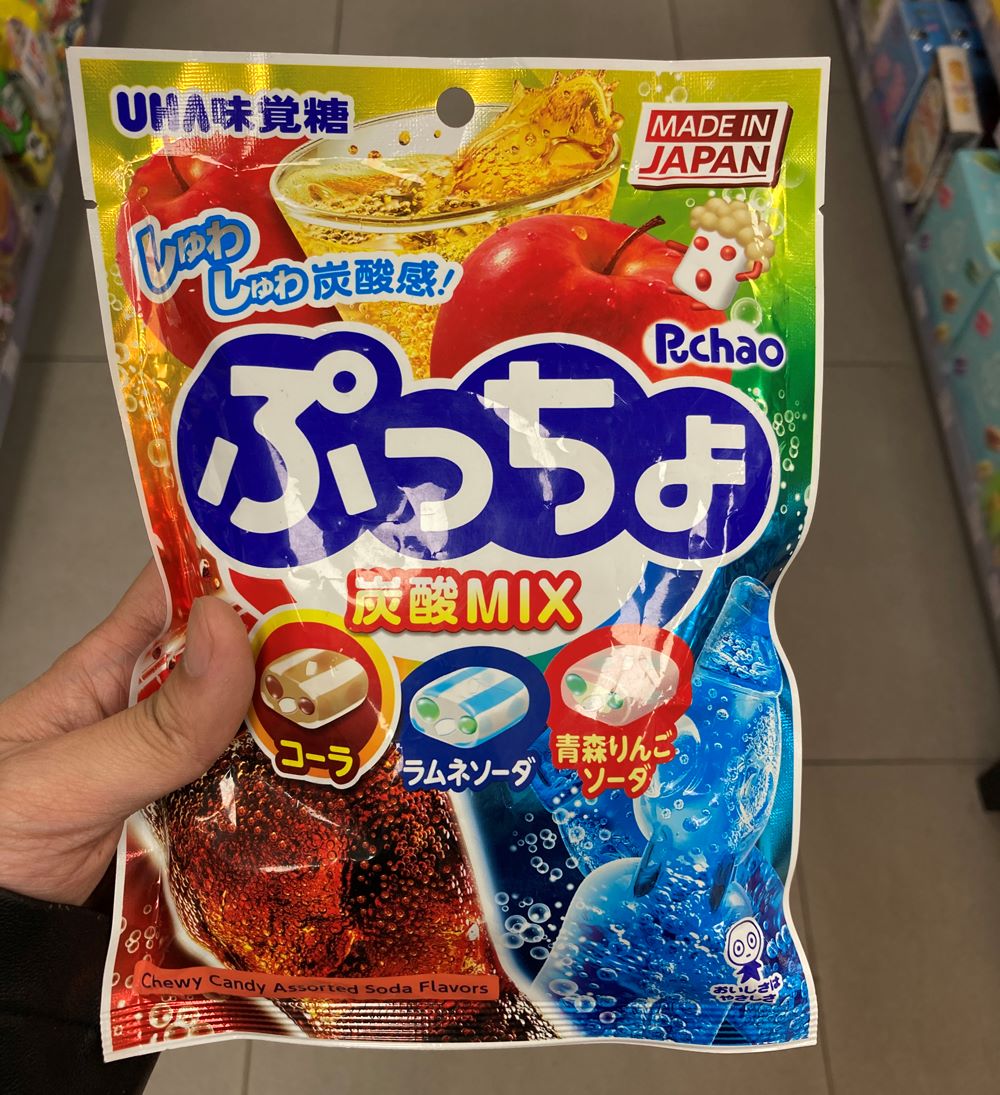 UHA味覚糖
MADE IN
JAPAN
しゅわ
しゅわ炭酸感!
Puchao
ぷっちょ
炭酸MIX
コーラ
ラムネソーダ
青森りんご
ソーダ
Chewy Candy Assorted Soda Flavors
おいしさは
やさしさ